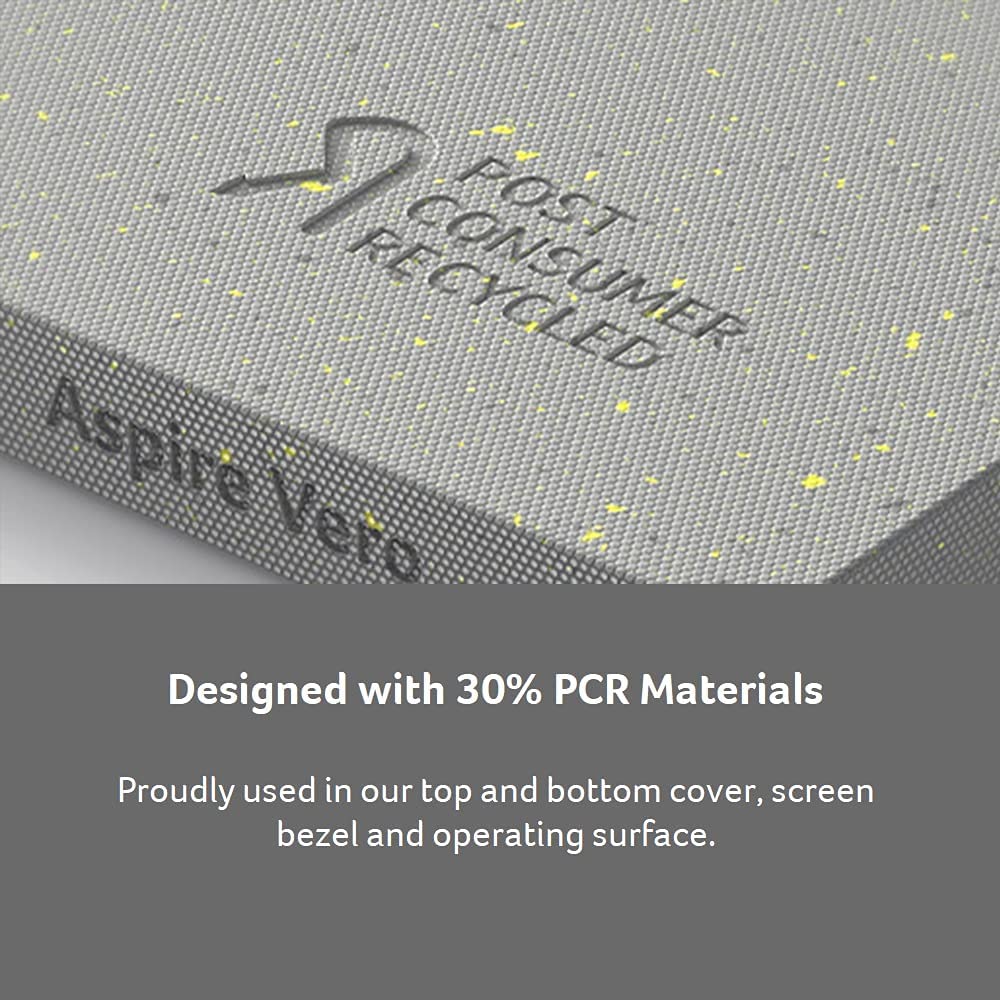 POST
CONSUMER
RECYCLED
Aspire Vero
Designed with 30% PCR Materials
Proudly used in our top and bottom cover, screen
bezel and operating surface.